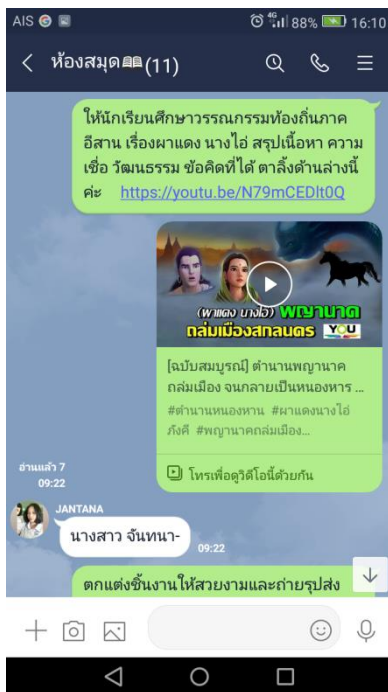 AIS 4G 88% 16:10
ห้องสมุด (11)
ให้นักเรียนศึกษาวรรณกรรมท้องถิ่นภาค
อีสาน เรื่องผาแดง นางไอ่ สรุปเนื้อหา ความ
เชื่อ วัฒนธรรม ข้อคิดที่ได้ ตาลิ้งด้านล่างนี้
ค่ะ https://youtu.be/N79mCEDlt0Q
(ผาแดง นางไอ่) พญานาค
ถล่มเมืองสกลนคร YOU
[ฉบับสมบูรณ์] ตำนานพญานาค
ถล่มเมือง จนกลายเป็นหนองหาร ...
#ตำนานหนองหาน #ผาแดงนางไอ่
ภังคี #พญานาคถล่มเมือง...
โทรเพื่อดูวิดีโอนี้ด้วยกัน
อ่านแล้ว 7
09:22
JANTANA
นางสาว จันทนา-
09:22
ตกแต่งชิ้นงานให้สวยงามและถ่ายรูปส่ง